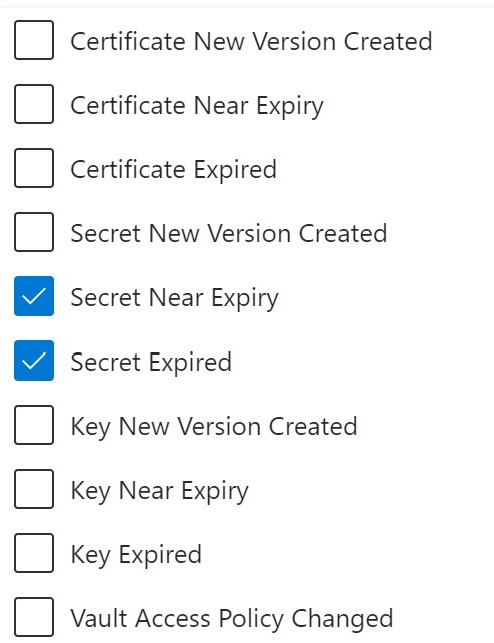 Certificate New Version Created
Certificate Near Expiry
Certificate Expired
Secret New Version Created
Secret Near Expiry
Secret Expired
Key New Version Created
Key Near Expiry
Key Expired
Vault Access Policy Changed